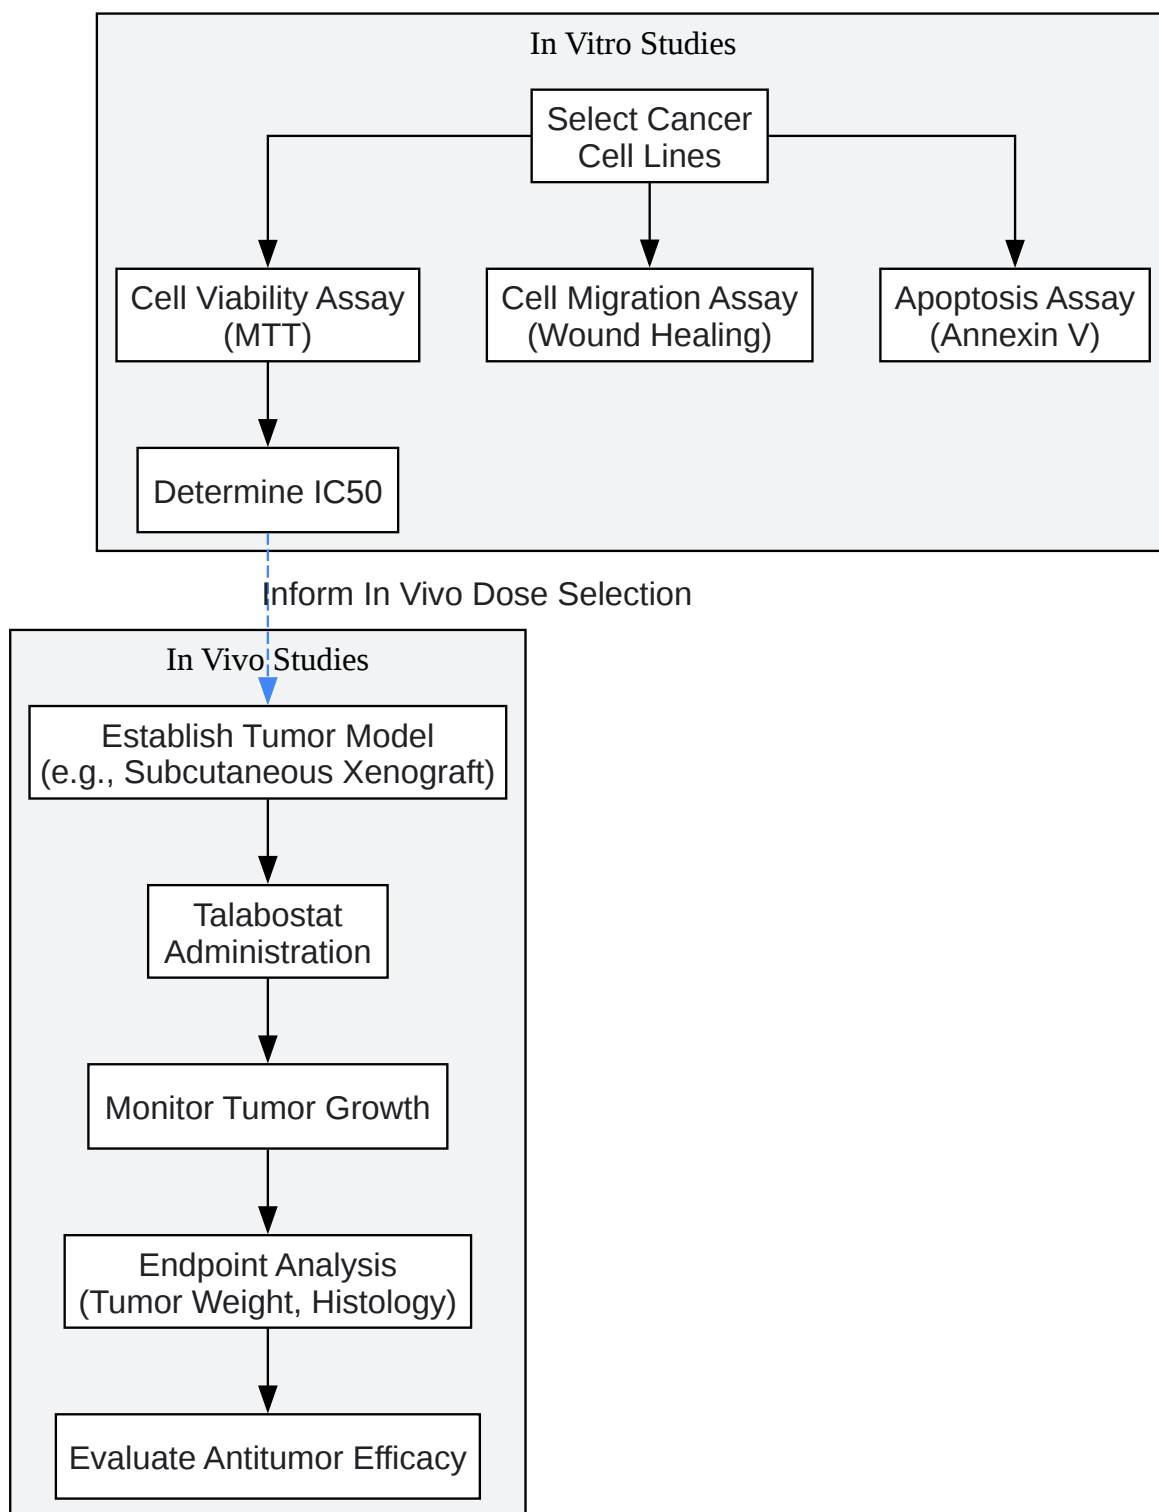 In Vitro Studies
Select Cancer
Cell Lines
Cell Viability Assay
(MTT)
Cell Migration Assay
(Wound Healing)
Apoptosis Assay
(Annexin V)
Determine IC50
Inform In Vivo Dose Selection
In Vivo Studies
Establish Tumor Model
(e.g., Subcutaneous Xenograft)
Talabostat
Administration
Monitor Tumor Growth
Endpoint Analysis
(Tumor Weight, Histology)
Evaluate Antitumor Efficacy